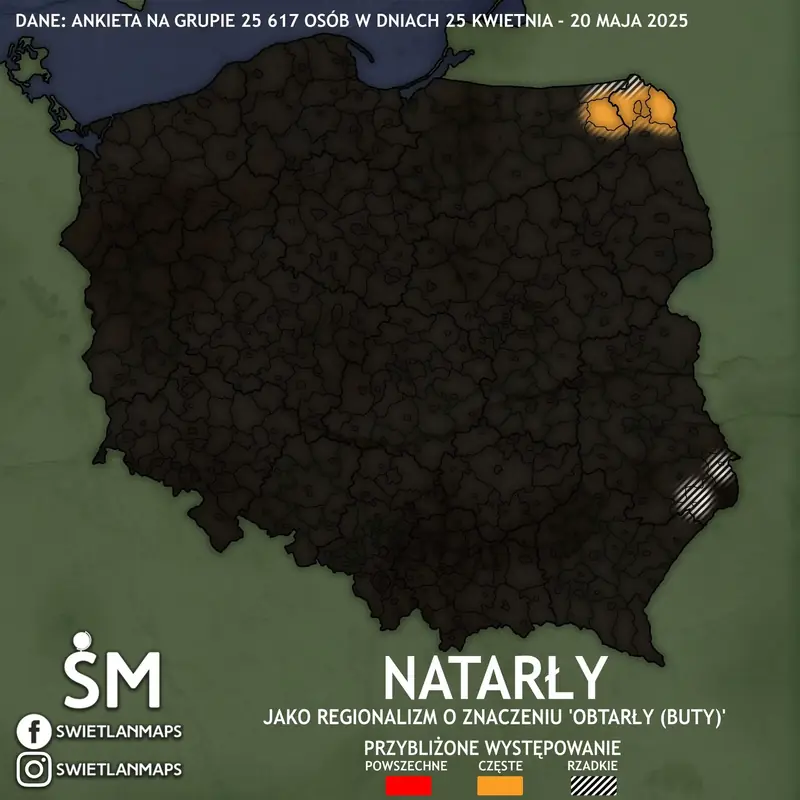 DANE: ANKIETA NA GRUPIE 25 617 OSÓB W DNIACH 25 KWIETNIA - 20 MAJA 2025
ŚM
SWIETLANMAPS
SWIETLANMAPS
NATARŁY
JAKO REGIONALIZM O ZNACZENIU 'OBTARŁY (BUTY)'
PRZYBLIŻONE WYSTĘPOWANIE
POWSZECHNE CZĘSTE RZADKIE